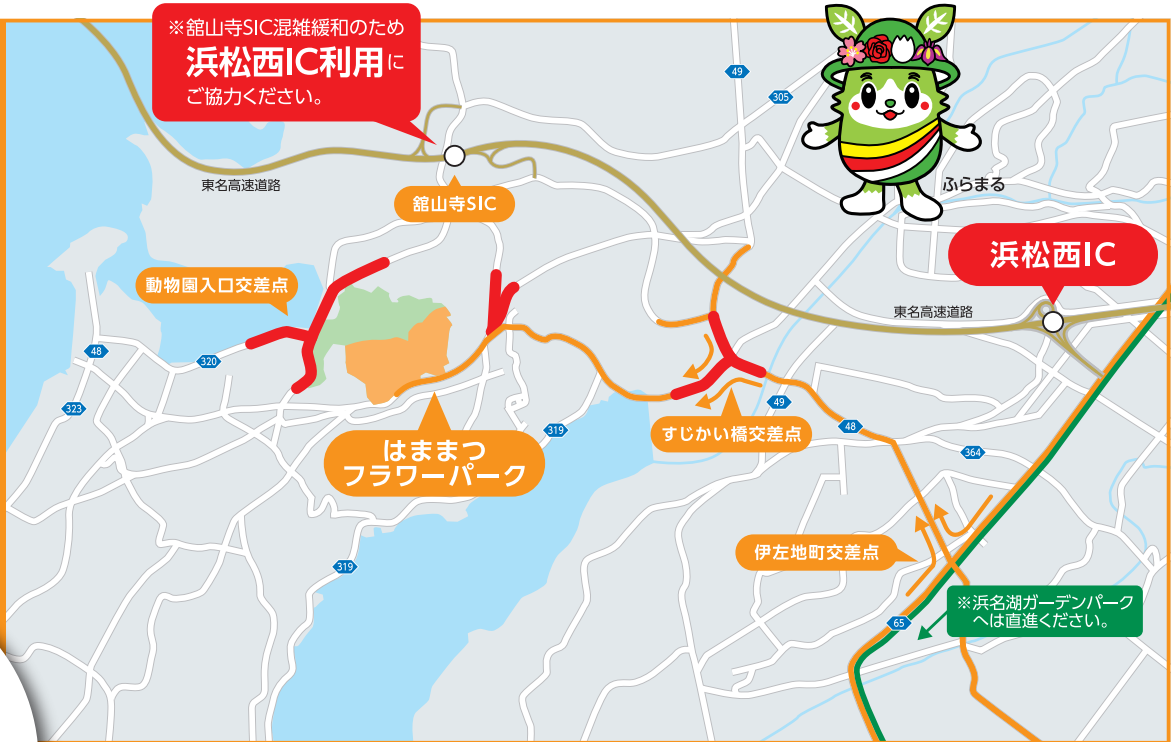 ※舘山寺SIC混雑緩和のため
浜松西IC利用に
ご協力ください。
49
305
東名高速道路
舘山寺SIC
ふらまる
浜松西IC
動物園入口交差点
東名高速道路
48
320
323
はままつ
フラワーパーク
319
すじかい橋交差点
49
48
364
319
伊左地町交差点
※浜名湖ガーデンパーク
へは直進ください。
65